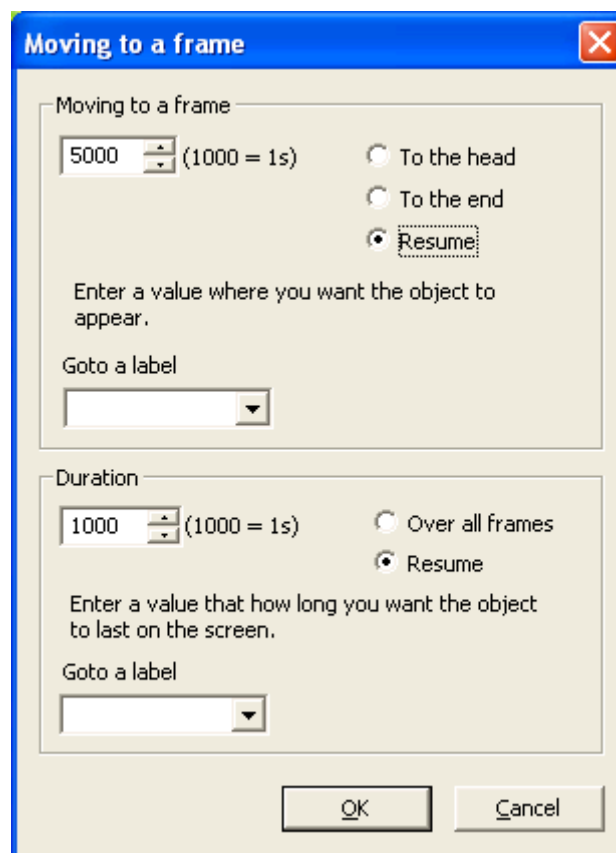 Moving to a frame
Moving to a frame
5000 (1000 = 1s)
To the head
To the end
Resume
Enter a value where you want the object to
appear.
Goto a label
Duration
1000 (1000 = 1s)
Over all frames
Resume
Enter a value that how long you want the object
to last on the screen.
Goto a label
OK
Cancel